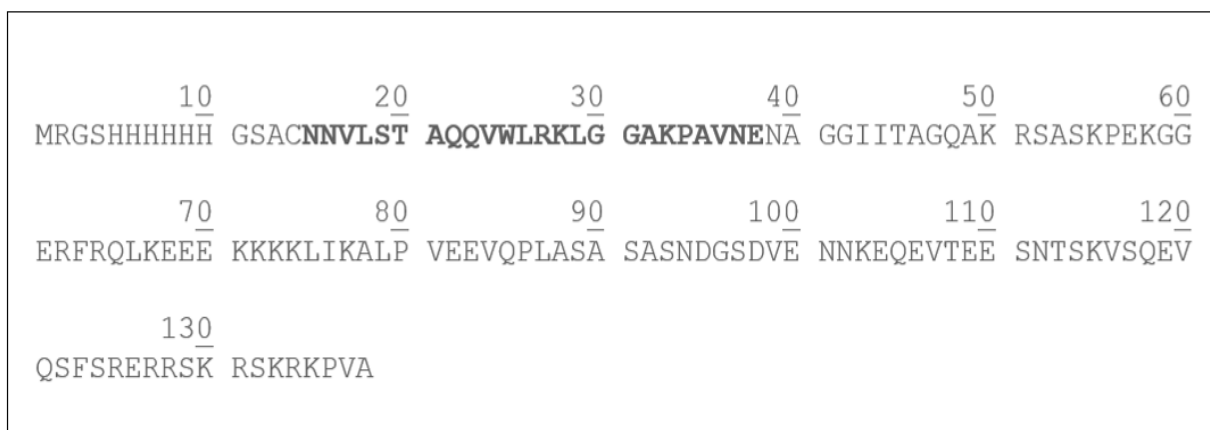 10 20 30 40 50 60
MRGSHHHHHH GSACNNVLST AQQVWLRKLG GAKPAVNENA GGIITAGQAK RSASKPEKGG
70 80 90 100 110 120
ERFRQLKEEE KKKKLIKALP VEEVQPLASA SASNDGSDVE NNKEQEVTEE SNTSKVSQEV
130
QSFSRERRSK RSKRKPVA